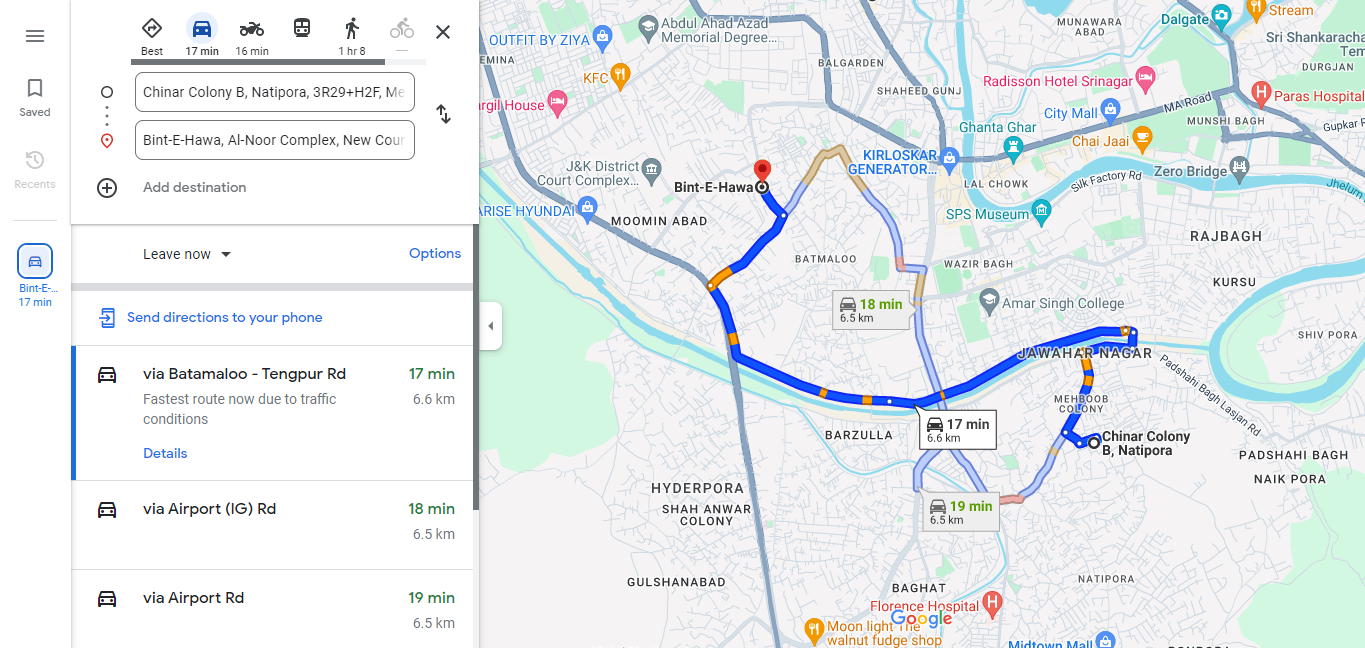 Best
17 min
16 min
1 hr 8
—
Saved
Recents
Bint-E-...
17 min
Chinar Colony B, Natipora, 3R29+H2F, Me
Bint-E-Hawa, Al-Noor Complex, New Cour
Add destination
Leave now
Options
Send directions to your phone
via Batamaloo - Tengpur Rd
17 min
Fastest route now due to traffic
6.6 km
conditions
Details
via Airport (IG) Rd
18 min
6.5 km
via Airport Rd
19 min
6.5 km
Abdul Ahad Azad
Memorial Degree...
OUTFIT BY ZIYA
EMINA
KFC
argil House
BALGARDEN
SHAHEED GUNJ
MUNAWARA
ABAD
Dalgate
Stream
Sri Shankaracha
Temple
DURGJAN
Radisson Hotel Srinagar
MA Road
Paras Hospital
City Mall
MUNSHI BAGH
Gupkar R
Ghanta Ghar
Chai Jaai
J&K District
Court Complex...
KIRLOSKAR
GENERATOR...
Zero Bridge
Silk Factory Rd
LAL CHOWK
Jhelum
Bint-E-Hawa
ARISE HYUNDAI
MOOMIN ABAD
SPS Museum
RAJBAGH
BATMALOO
WAZIR BAGH
KURSU
18 min
6.5 km
Amar Singh College
SHIV PORA
JAWAHAR NAGAR
Padshahi Bagh Lasjan Rd
MEHBOOB
COLONY
17 min
6.6 km
BARZULLA
Chinar Colony
B, Natipora
PADSHAHI BAGH
NAIK PORA
HYDERPORA
SHAH ANWAR
COLONY
19 min
6.5 km
GULSHANABAD
BAGHAT
NATIPORA
Florence Hospital
Google
Moon light The
walnut fudge shop
Midtown Mall